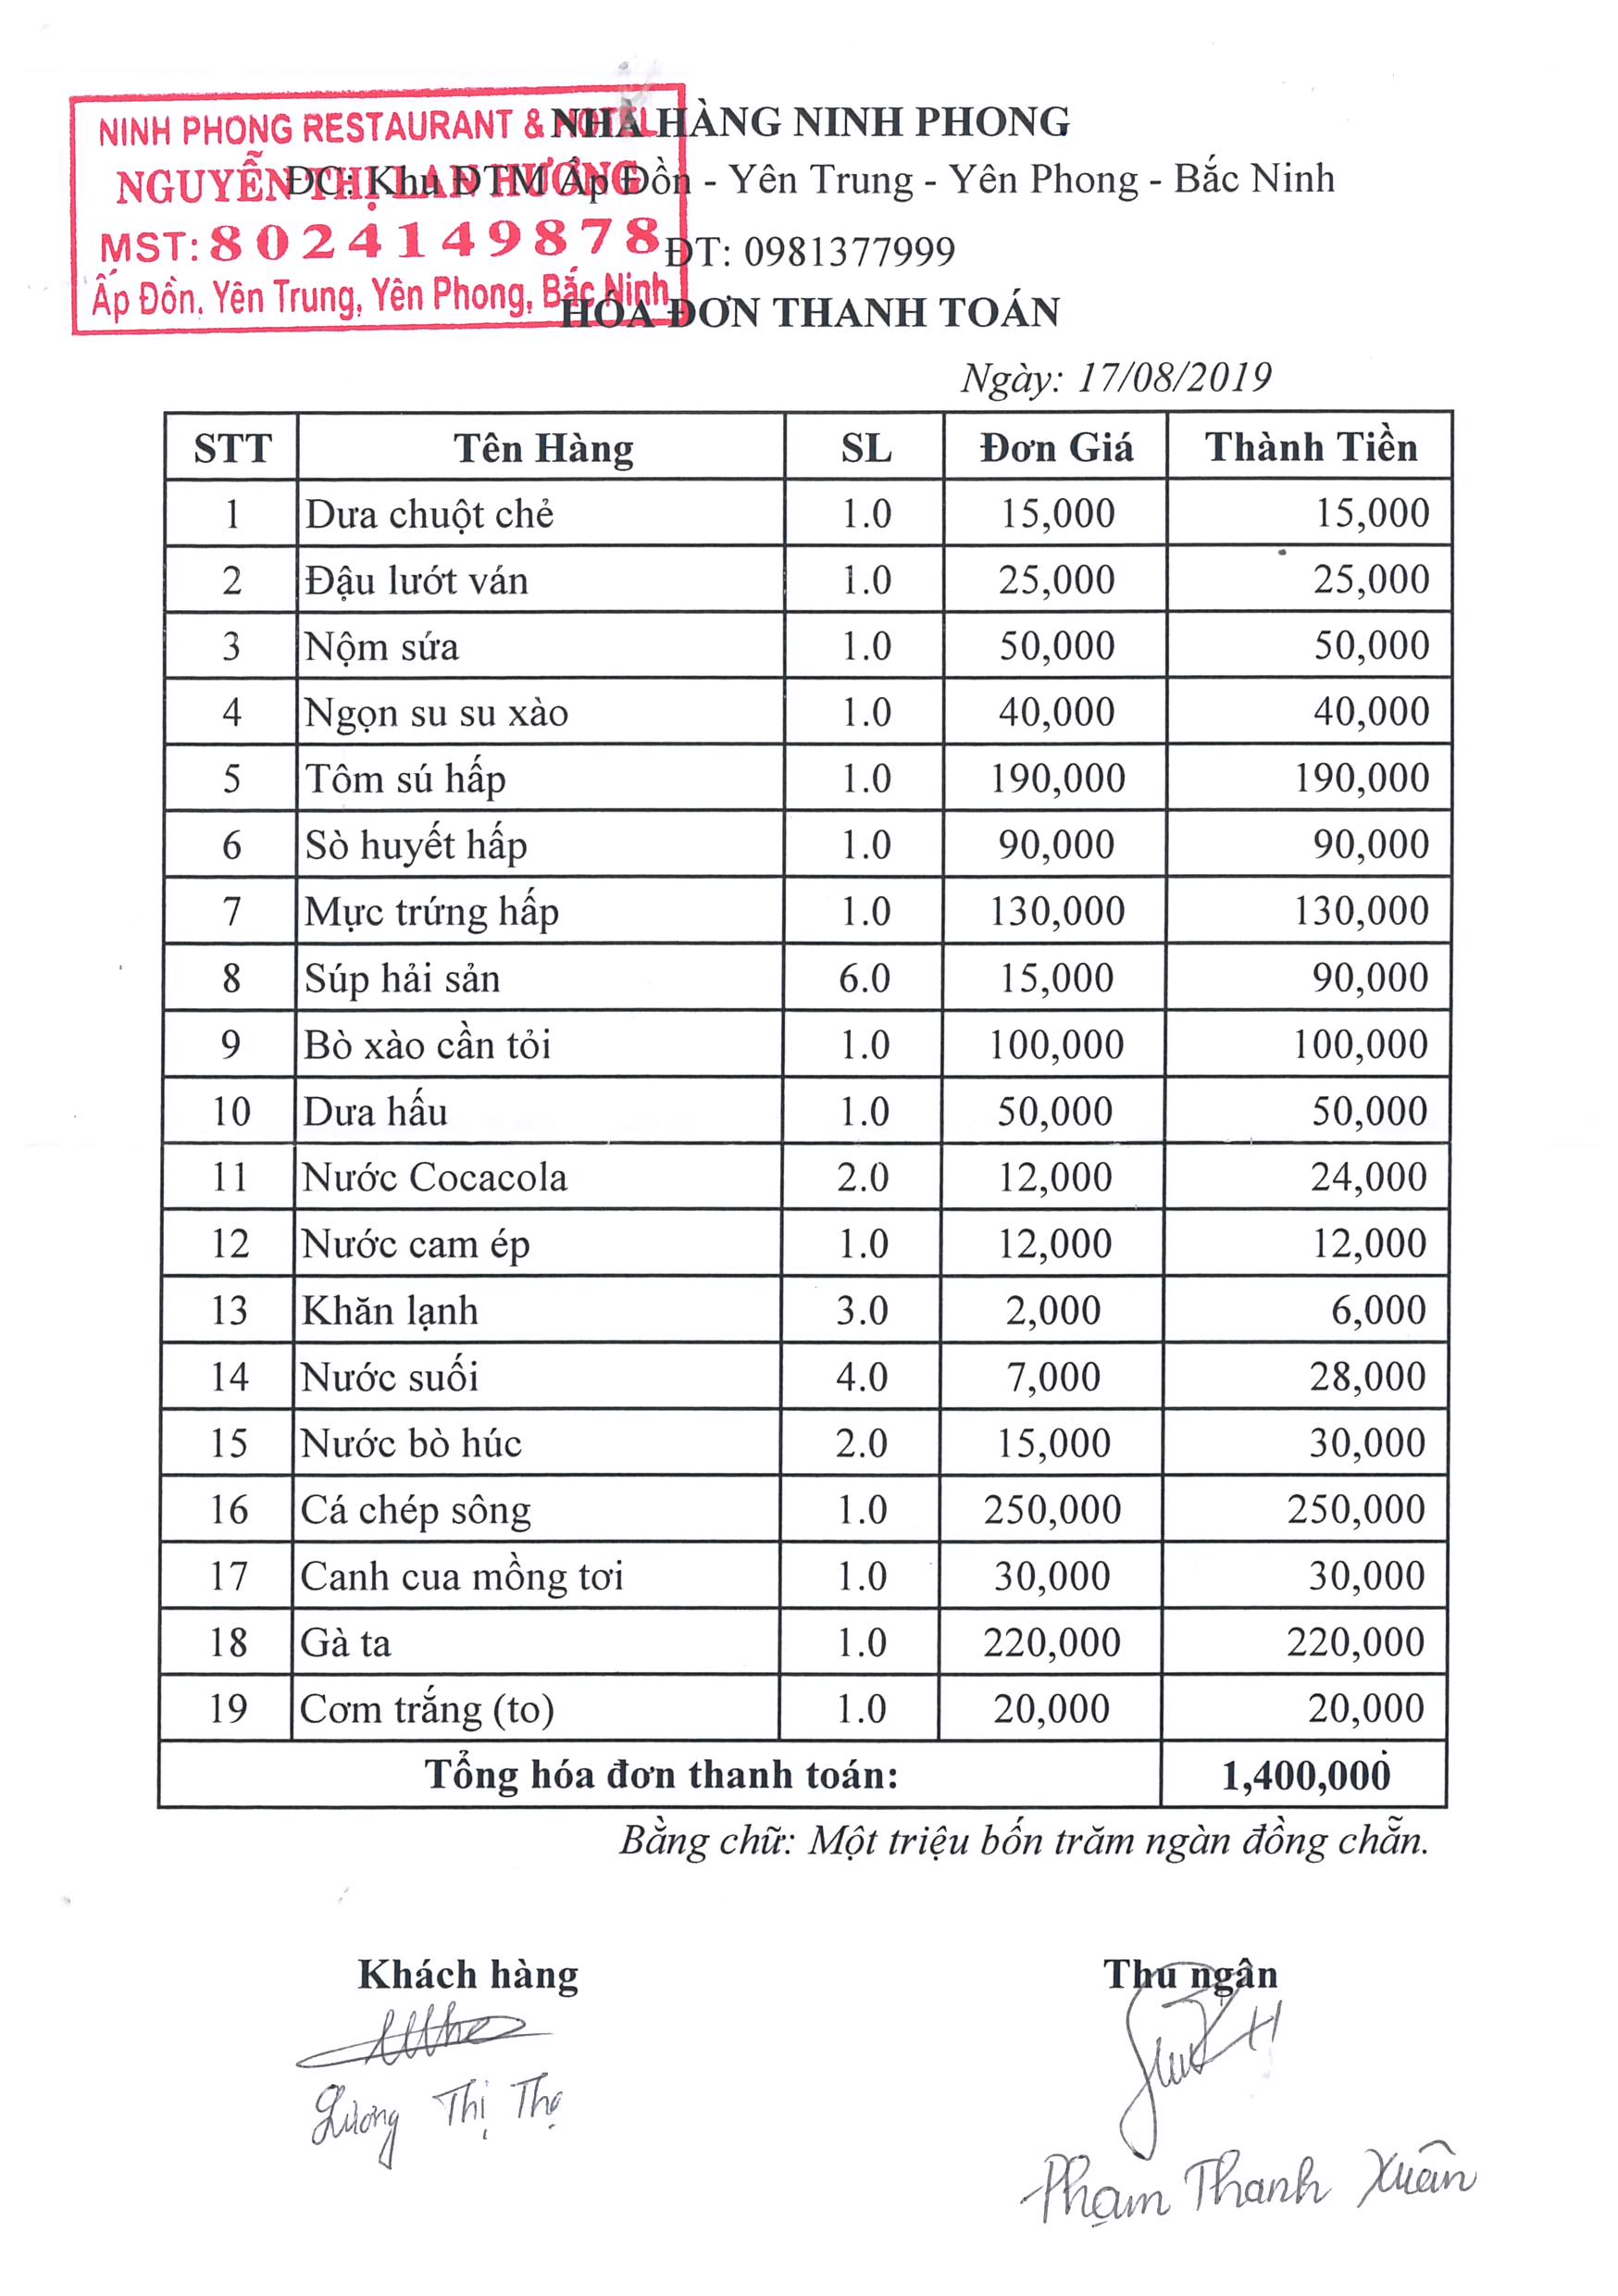 NINH PHONG RESTAURANT & HOTEL
NGUYỄN THỊ LAN HƯƠNG
MST: 8024149878
Ấp Đồn, Yên Trung, Yên Phong, Bắc Ninh
NHÀ HÀNG NINH PHONG
ĐC: Khu ĐTM Ấp Đồn - Yên Trung - Yên Phong - Bắc Ninh
ĐT: 0981377999
HÓA ĐƠN THANH TOÁN
Ngày: 17/08/2019
STT Tên Hàng SL Đơn Giá Thành Tiền
1 Dưa chuột chẻ 1.0 15,000 15,000
2 Đậu lướt ván 1.0 25,000 25,000
3 Nộm sứa 1.0 50,000 50,000
4 Ngọn su su xào 1.0 40,000 40,000
5 Tôm sú hấp 1.0 190,000 190,000
6 Sò huyết hấp 1.0 90,000 90,000
7 Mực trứng hấp 1.0 130,000 130,000
8 Súp hải sản 6.0 15,000 90,000
9 Bò xào cần tỏi 1.0 100,000 100,000
10 Dưa hấu 1.0 50,000 50,000
11 Nước Cocacola 2.0 12,000 24,000
12 Nước cam ép 1.0 12,000 12,000
13 Khăn lạnh 3.0 2,000 6,000
14 Nước suối 4.0 7,000 28,000
15 Nước bò húc 2.0 15,000 30,000
16 Cá chép sông 1.0 250,000 250,000
17 Canh cua mồng tơi 1.0 30,000 30,000
18 Gà ta 1.0 220,000 220,000
19 Cơm trắng (to) 1.0 20,000 20,000
Tổng hóa đơn thanh toán: 1,400,000
Bằng chữ: Một triệu bốn trăm ngàn đồng chẵn.
Khách hàng Thu ngân
Lương Thị Thọ
Phạm Thanh Xuân